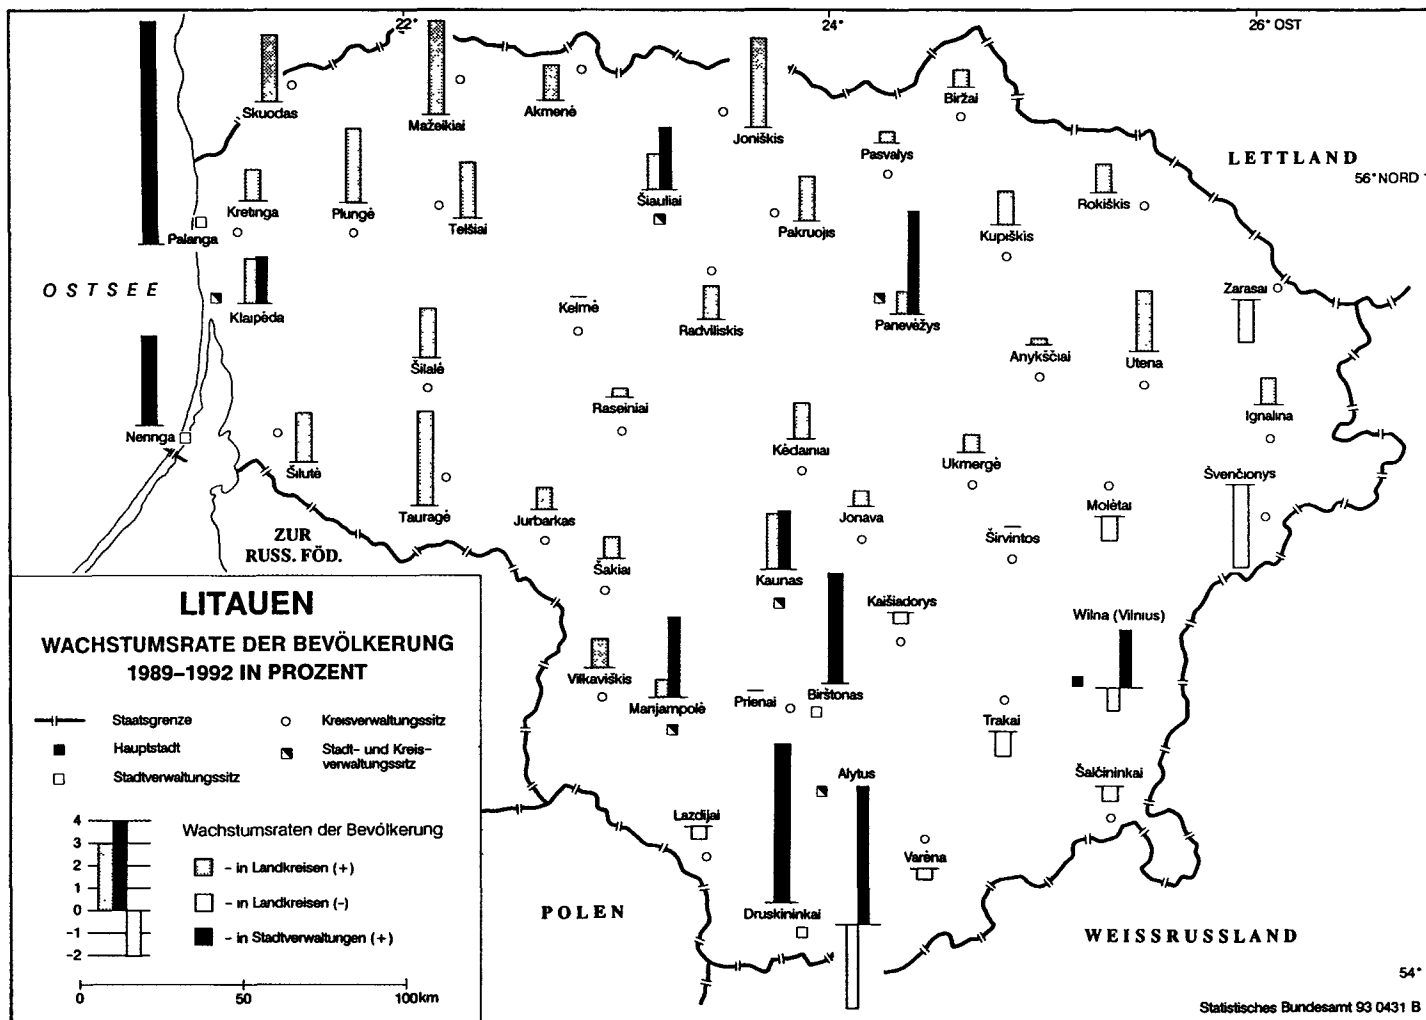 22°
24°
26° OST
Skuodas
Mažeikiai
Akmenė
Joniškis
Biržai
Pasvalys
LETTLAND
56° NORD
Kretinga
Plungė
Telšiai
Šiauliai
Pakruojis
Kupiškis
Rokiškis
Palanga
OSTSEE
Klaipėda
Kelmė
Radviliskis
Panevėžys
Zarasai
Šilalė
Anykščiai
Utena
Raseiniai
Ignalina
Neringa
Šilutė
Kėdainiai
Ukmergė
Švenčionys
Tauragė
Jurbarkas
Jonava
Molėtai
ZUR
RUSS. FÖD.
Širvintos
Šakiai
Kaunas
Kaišiadorys
Wilna (Vilnius)
Vilkaviškis
Marijampolė
Prienai
Birštonas
Trakai
Alytus
Šalčininkai
Lazdijai
Varėna
Druskininkai
POLEN
WEISSRUSSLAND
54°
LITAUEN
WACHSTUMSRATE DER BEVÖLKERUNG
1989–1992 IN PROZENT
Staatsgrenze
Kreisverwaltungssitz
Hauptstadt
Stadt- und Kreis-
verwaltungssitz
Stadtverwaltungssitz
Wachstumsraten der Bevölkerung
4
3
2
1
0
-1
-2
- in Landkreisen (+)
- in Landkreisen (-)
- in Stadtverwaltungen (+)
0
50
100km
Statistisches Bundesamt 93 0431 B